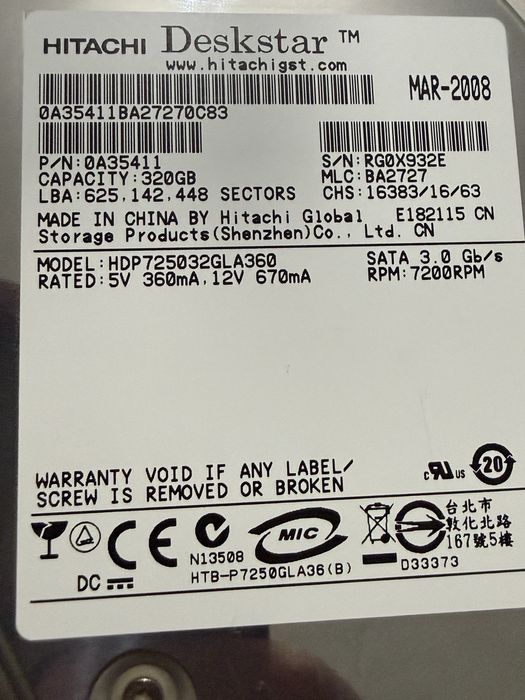 HITACHI Deskstar™
www.hitachigst.com
MAR-2008
0A35411BA27270C83
P/N:0A35411 S/N:RG0X932E
CAPACITY:320GB MLC:BA2727
LBA:625,142,448 SECTORS CHS:16383/16/63
MADE IN CHINA BY Hitachi Global E182115 CN
Storage Products(Shenzhen)Co., Ltd. CN
MODEL:HDP725032GLA360 SATA 3.0 Gb/s
RATED:5V 360mA,12V 670mA RPM:7200RPM
WARRANTY VOID IF ANY LABEL/
SCREW IS REMOVED OR BROKEN
c RU US 20
CE N13508 MIC
台北市
敦化北路
167號5樓
DC HTB-P7250GLA36(B) D33373